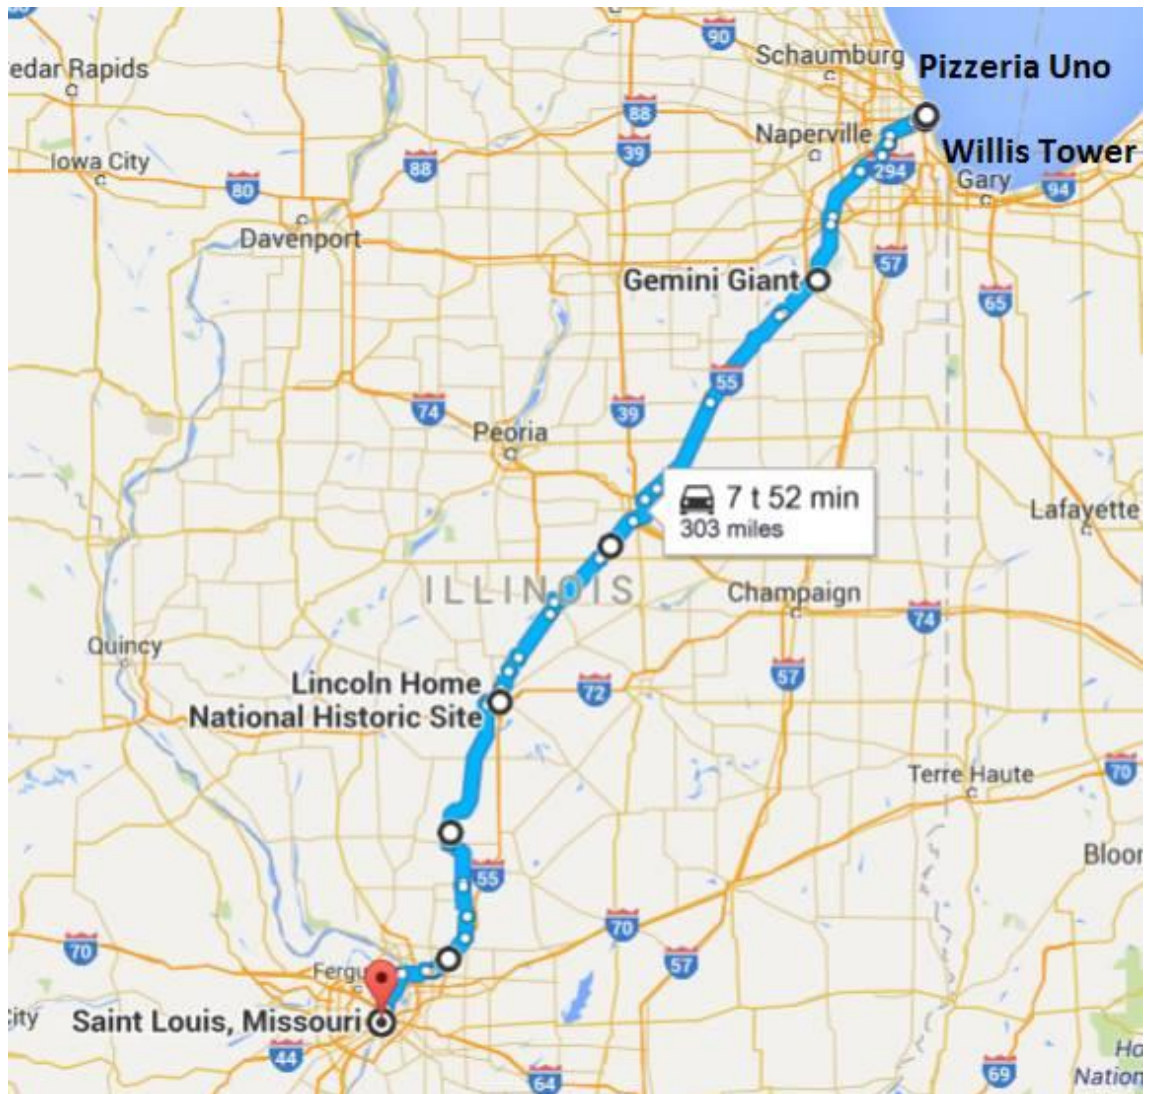 90
Schaumburg
Pizzeria Uno
edar Rapids
88
Naperville
39
Willis Tower
Iowa City
88
294
80
Gary
94
Davenport
57
Gemini Giant
65
55
74
39
Peoria
7 t 52 min
303 miles
Lafayette
ILLINOIS
Champaign
74
Quincy
57
Lincoln Home
72
National Historic Site
Terre Haute
70
Bloor
55
70
70
57
Fergu
ity
Saint Louis, Missouri
44
Ho
64
69
Nation